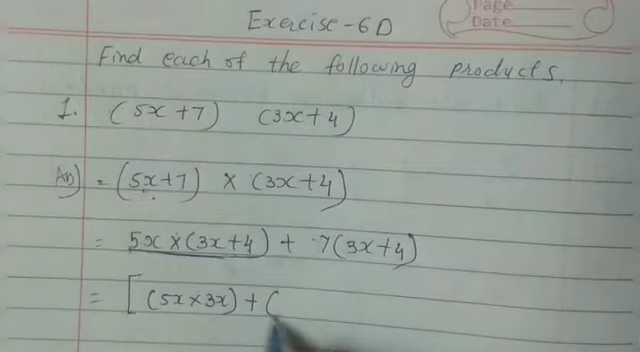 Page
Date
Exercise-6D
Find each of the following products.
1. (5x+7) (3x+4)
Ans) = (5x+7) × (3x+4)
= 5x×(3x+4) + 7(3x+4)
= [(5x×3x)+(